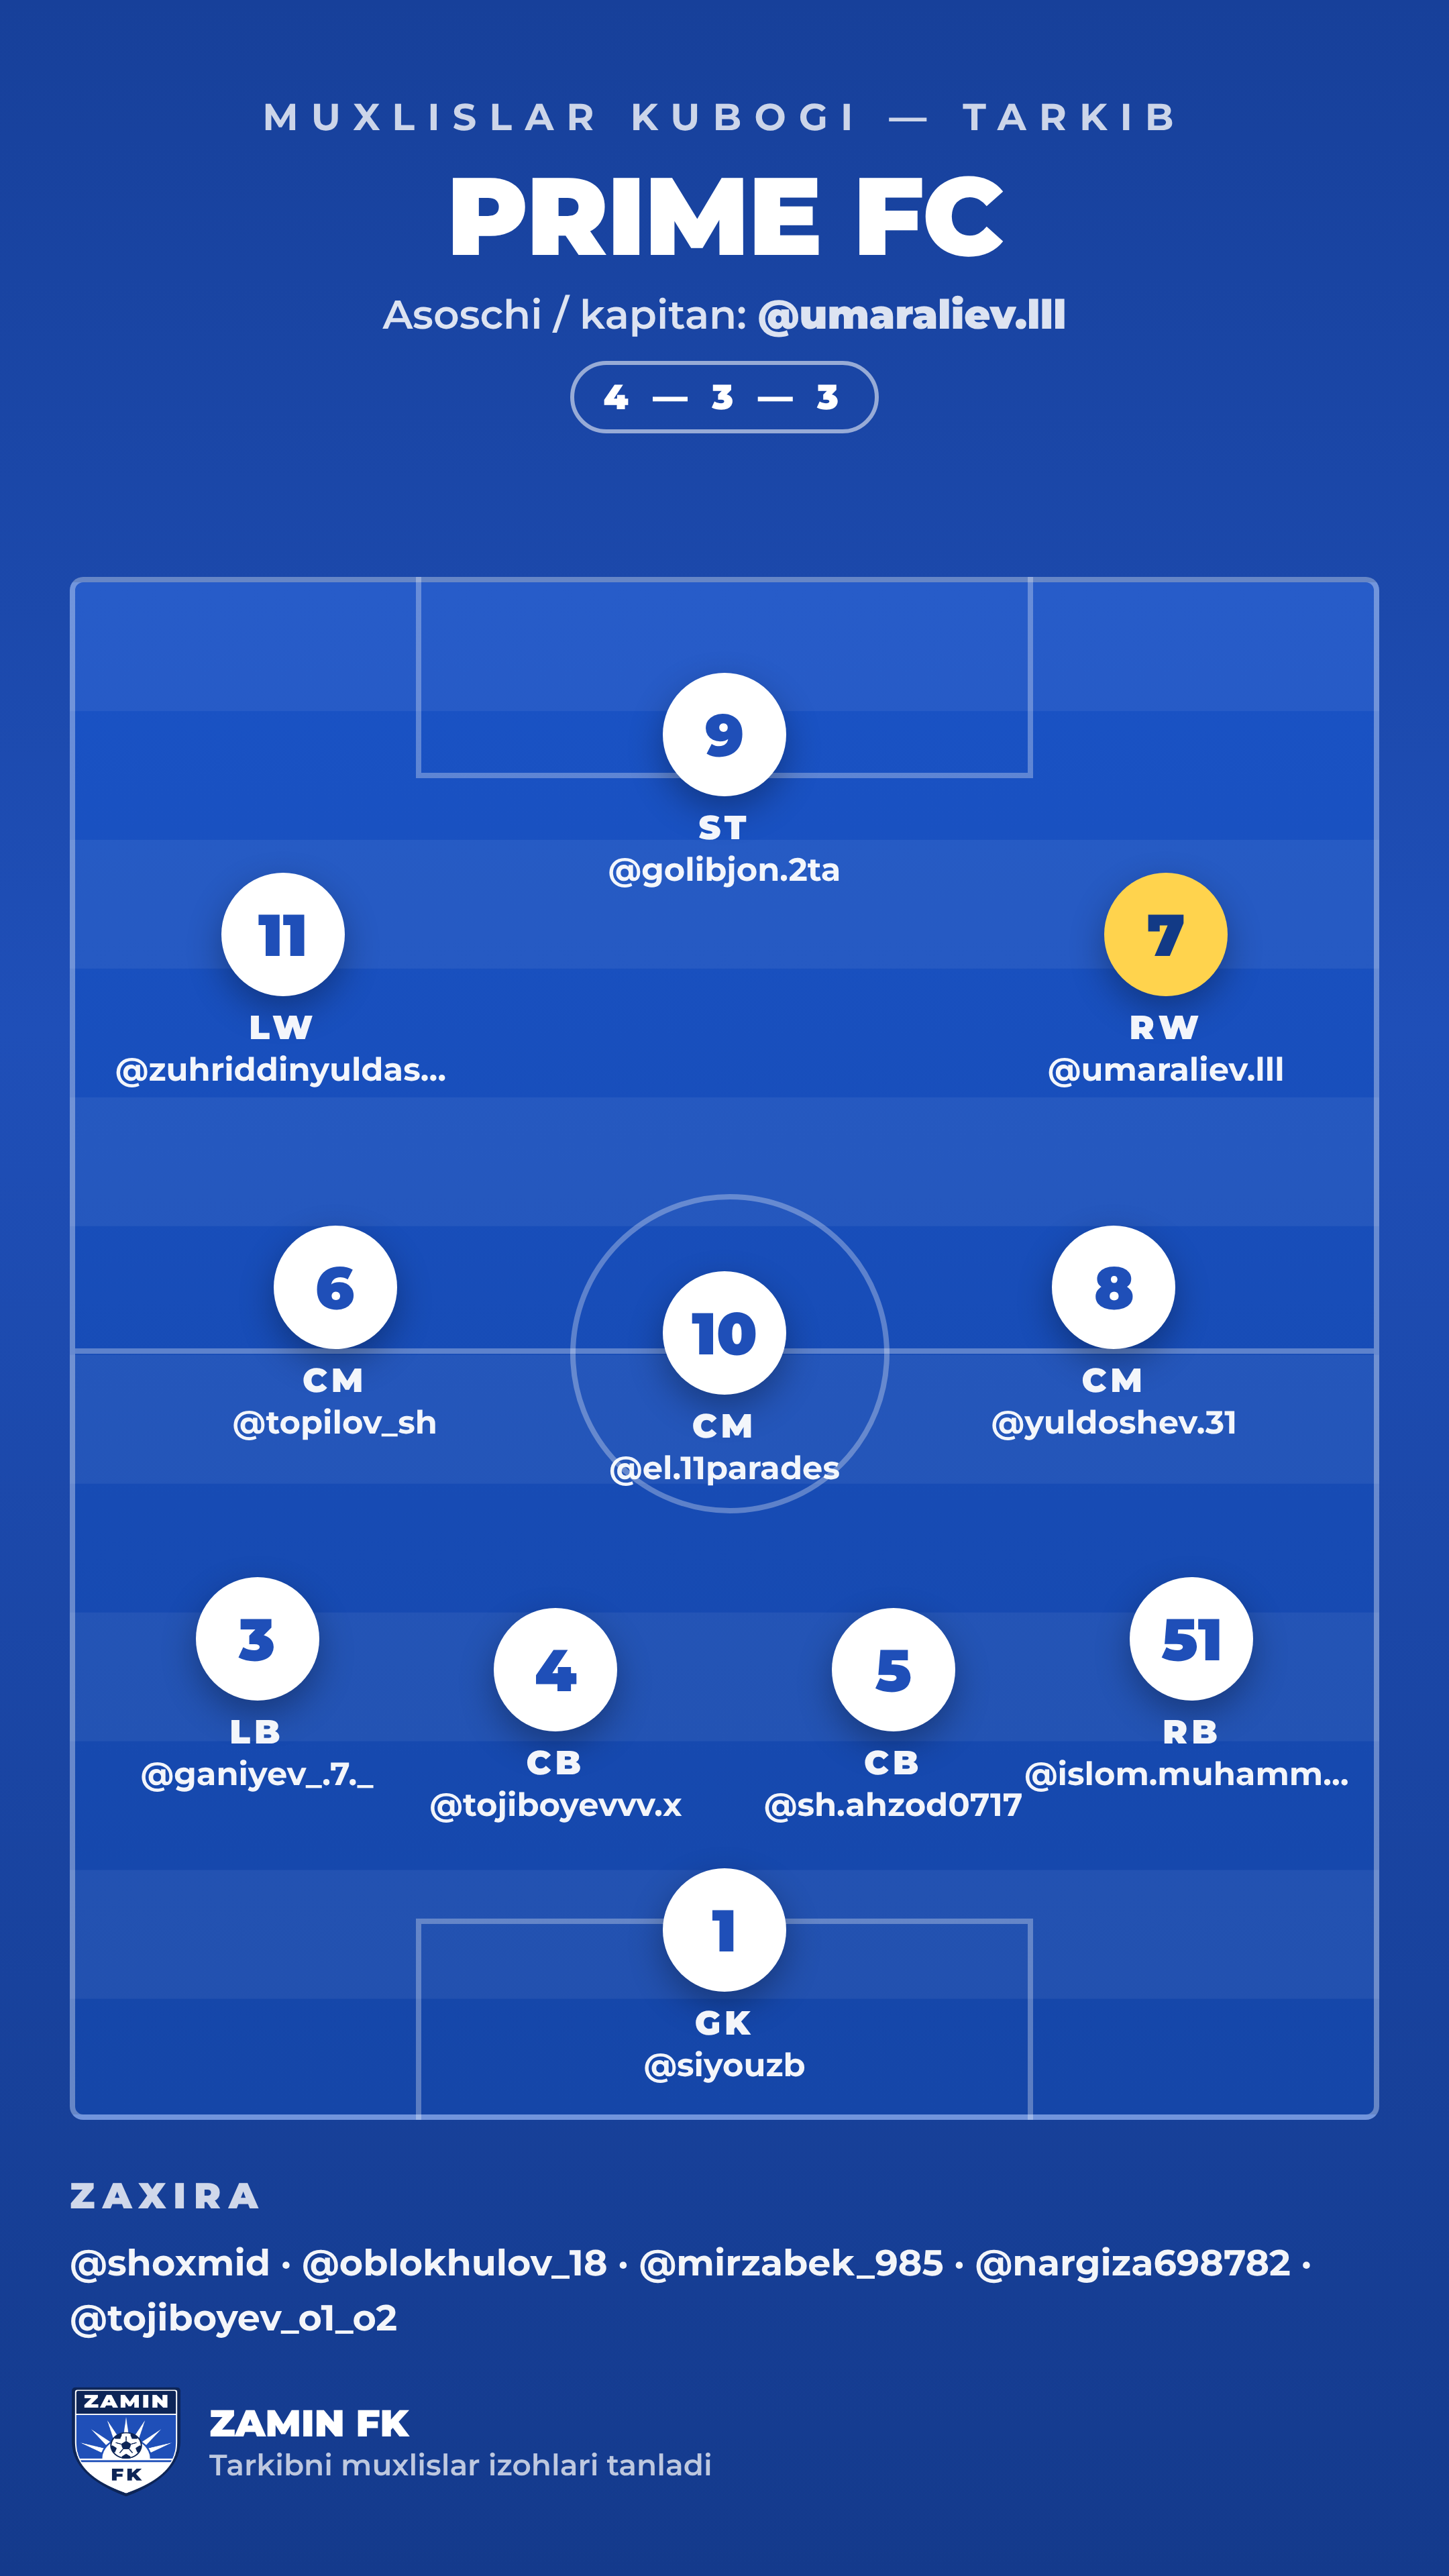 MUXLISLAR KUBOGI — TARKIB
PRIME FC
Asoschi / kapitan: @umaraliev.lll
4 — 3 — 3
9
ST
@golibjon.2ta
11
LW
@zuhriddinyuldas...
7
RW
@umaraliev.lll
6
CM
@topilov_sh
10
CM
@el.11parades
8
CM
@yuldoshev.31
3
LB
@ganiyev_.7._
4
CB
@tojiboyevvv.x
5
CB
@sh.ahzod0717
51
RB
@islom.muhamm...
1
GK
@siyouzb
ZAXIRA
@shoxmid · @oblokhulov_18 · @mirzabek_985 · @nargiza698782 ·
@tojiboyev_o1_o2
ZAMIN
FK
ZAMIN FK
Tarkibni muxlislar izohlari tanladi